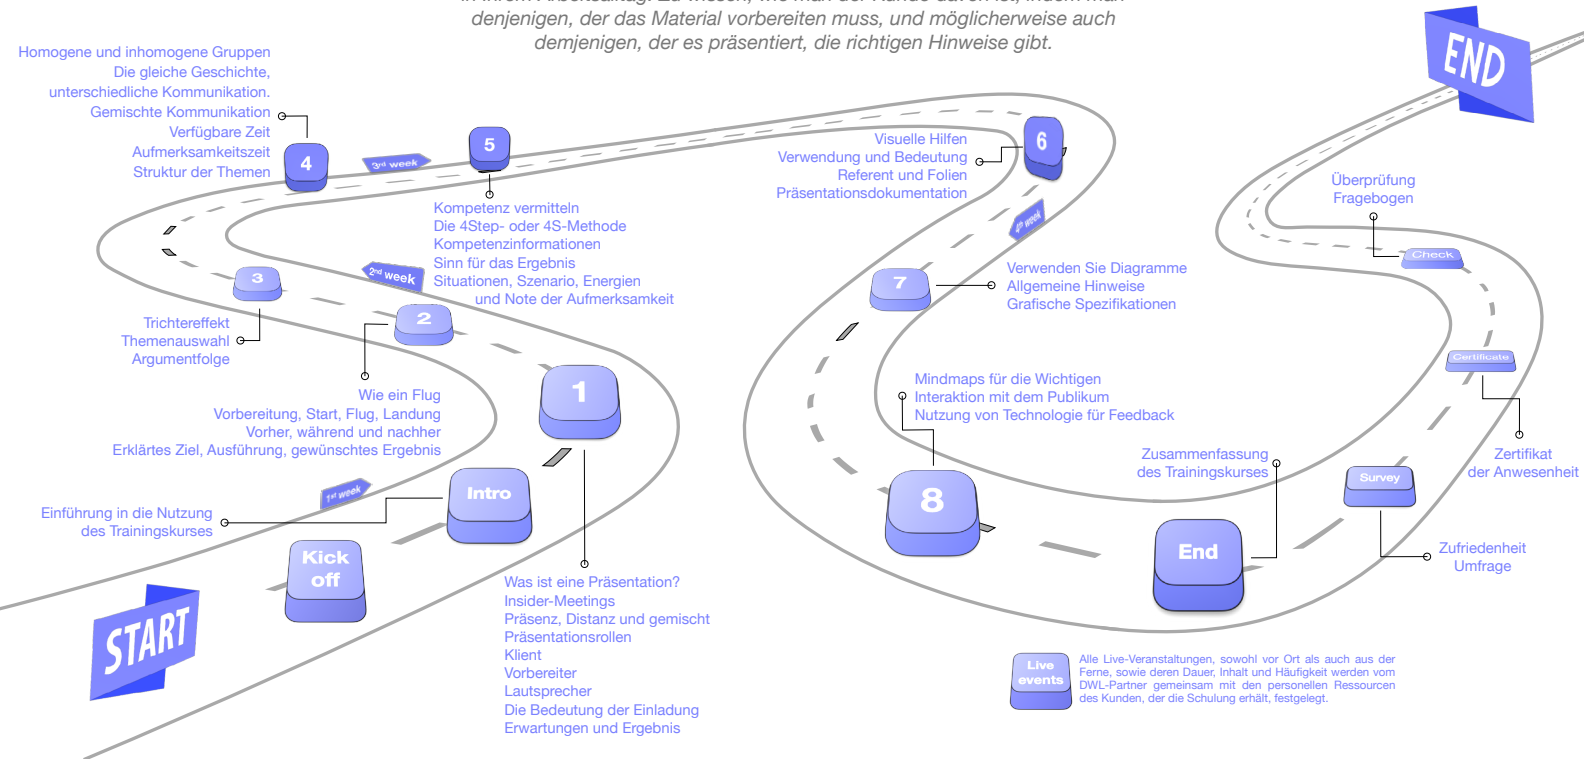 denjenigen, der das Material vorbereiten muss, und möglicherweise auch
demjenigen, der es präsentiert, die richtigen Hinweise gibt.
END
Homogene und inhomogene Gruppen
Die gleiche Geschichte,
unterschiedliche Kommunikation.
Gemischte Kommunikation
Verfügbare Zeit
Aufmerksamkeitszeit
Struktur der Themen
4
3rd week
5
Kompetenz vermitteln
Die 4Step- oder 4S-Methode
Kompetenzinformationen
Sinn für das Ergebnis
Situationen, Szenario, Energien
und Note der Aufmerksamkeit
Visuelle Hilfen
Verwendung und Bedeutung
Referent und Folien
Präsentationsdokumentation
6
4th week
Überprüfung
Fragebogen
Check
3
2nd week
Trichtereffekt
Themenauswahl
Argumentfolge
2
Wie ein Flug
Vorbereitung, Start, Flug, Landung
Vorher, während und nachher
Erklärtes Ziel, Ausführung, gewünschtes Ergebnis
7
Verwenden Sie Diagramme
Allgemeine Hinweise
Grafische Spezifikationen
Certificate
Zertifikat
der Anwesenheit
1
Mindmaps für die Wichtigen
Interaktion mit dem Publikum
Nutzung von Technologie für Feedback
8
Zusammenfassung
des Trainingskurses
Survey
Zufriedenheit
Umfrage
End
1st week
Intro
Einführung in die Nutzung
des Trainingskurses
Kick
off
START
Was ist eine Präsentation?
Insider-Meetings
Präsenz, Distanz und gemischt
Präsentationsrollen
Klient
Vorbereiter
Lautsprecher
Die Bedeutung der Einladung
Erwartungen und Ergebnis
Live
events
Alle Live-Veranstaltungen, sowohl vor Ort als auch aus der
Ferne, sowie deren Dauer, Inhalt und Häufigkeit werden vom
DWL-Partner gemeinsam mit den personellen Ressourcen
des Kunden, der die Schulung erhält, festgelegt.